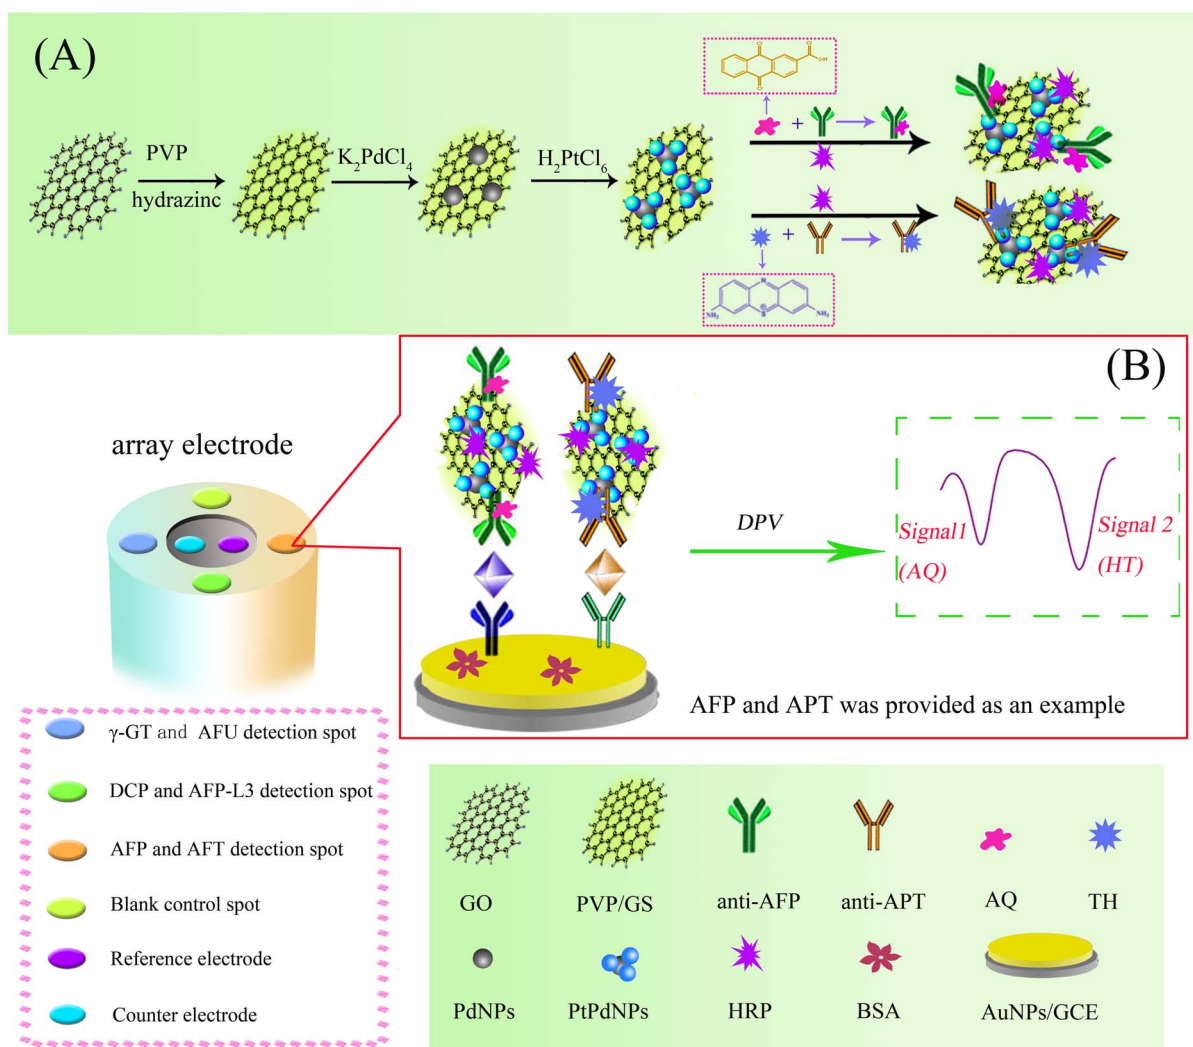 (A)
PVP
hydrazinc
K2PdCl4
H2PtCl6
+
O
O
O
OH
+
N
S
⊕
NH2
NH2
(B)
array electrode
DPV
Signal1
(AQ)
Signal 2
(HT)
AFP and APT was provided as an example
γ-GT and AFU detection spot
DCP and AFP-L3 detection spot
AFP and AFT detection spot
Blank control spot
Reference electrode
Counter electrode
GO PVP/GS anti-AFP anti-APT AQ TH
PdNPs PtPdNPs HRP BSA AuNPs/GCE